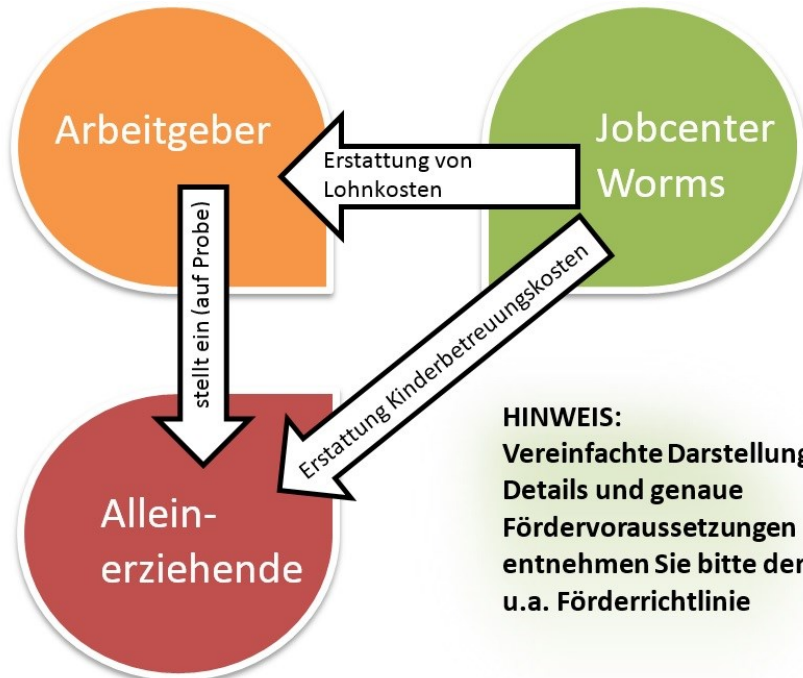 Arbeitgeber
Jobcenter
Worms
Erstattung von
Lohnkosten
stellt ein (auf Probe)
Erstattung Kinderbetreuungskosten
Allein-
erziehende
HINWEIS:
Vereinfachte Darstellung
Details und genaue
Fördervoraussetzungen
entnehmen Sie bitte der
u.a. Förderrichtlinie